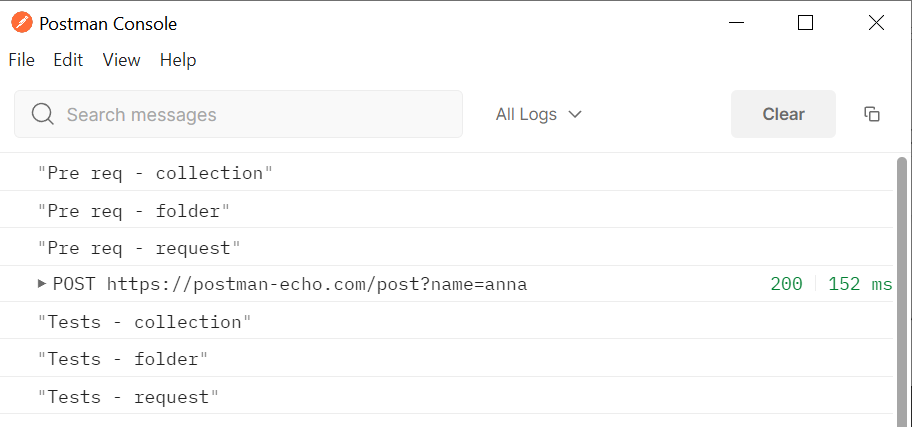 Postman Console
File Edit View Help
Search messages All Logs Clear
"Pre req - collection"
"Pre req - folder"
"Pre req - request"
POST https://postman-echo.com/post?name=anna 200 152 ms
"Tests - collection"
"Tests - folder"
"Tests - request"